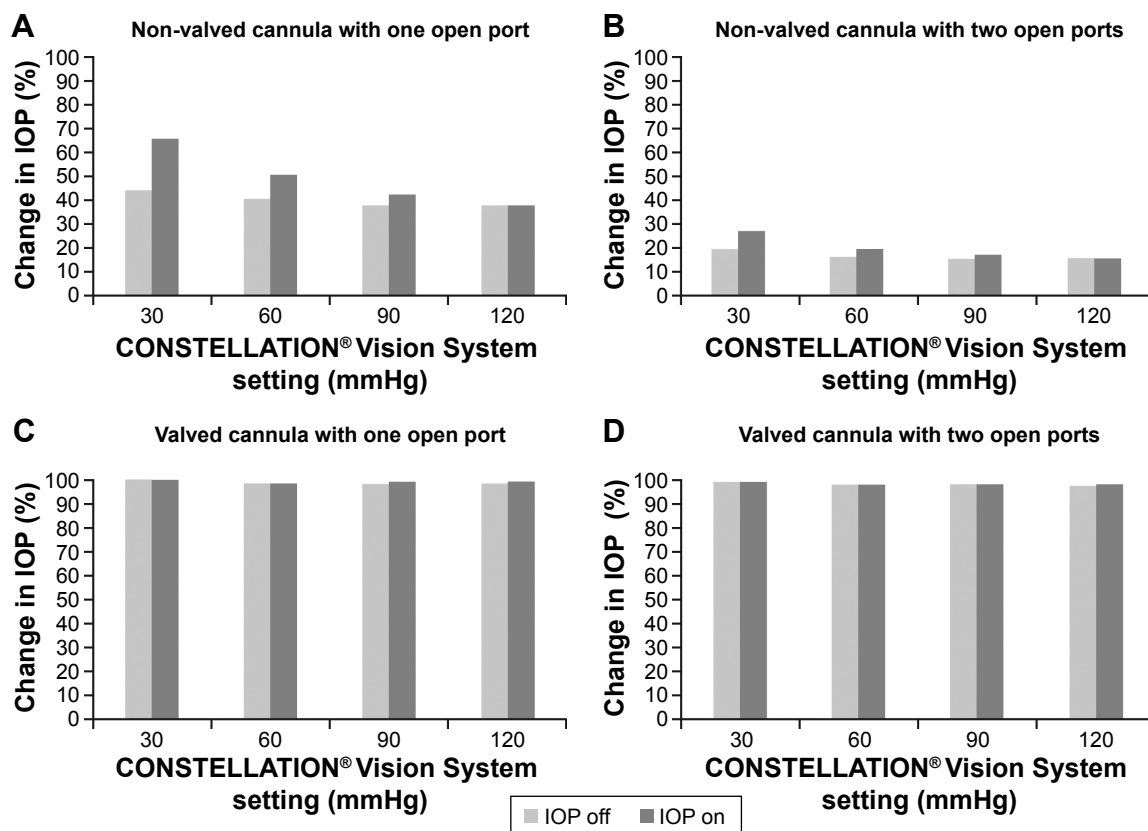 A
Non-valved cannula with one open port
Change in IOP (%)
100
90
80
70
60
50
40
30
20
10
0
30 60 90 120
CONSTELLATION® Vision System
setting (mmHg)
B
Non-valved cannula with two open ports
Change in IOP (%)
100
90
80
70
60
50
40
30
20
10
0
30 60 90 120
CONSTELLATION® Vision System
setting (mmHg)
C
Valved cannula with one open port
Change in IOP (%)
100
90
80
70
60
50
40
30
20
10
0
30 60 90 120
CONSTELLATION® Vision System
setting (mmHg)
D
Valved cannula with two open ports
Change in IOP (%)
100
90
80
70
60
50
40
30
20
10
0
30 60 90 120
CONSTELLATION® Vision System
setting (mmHg)
IOP off IOP on